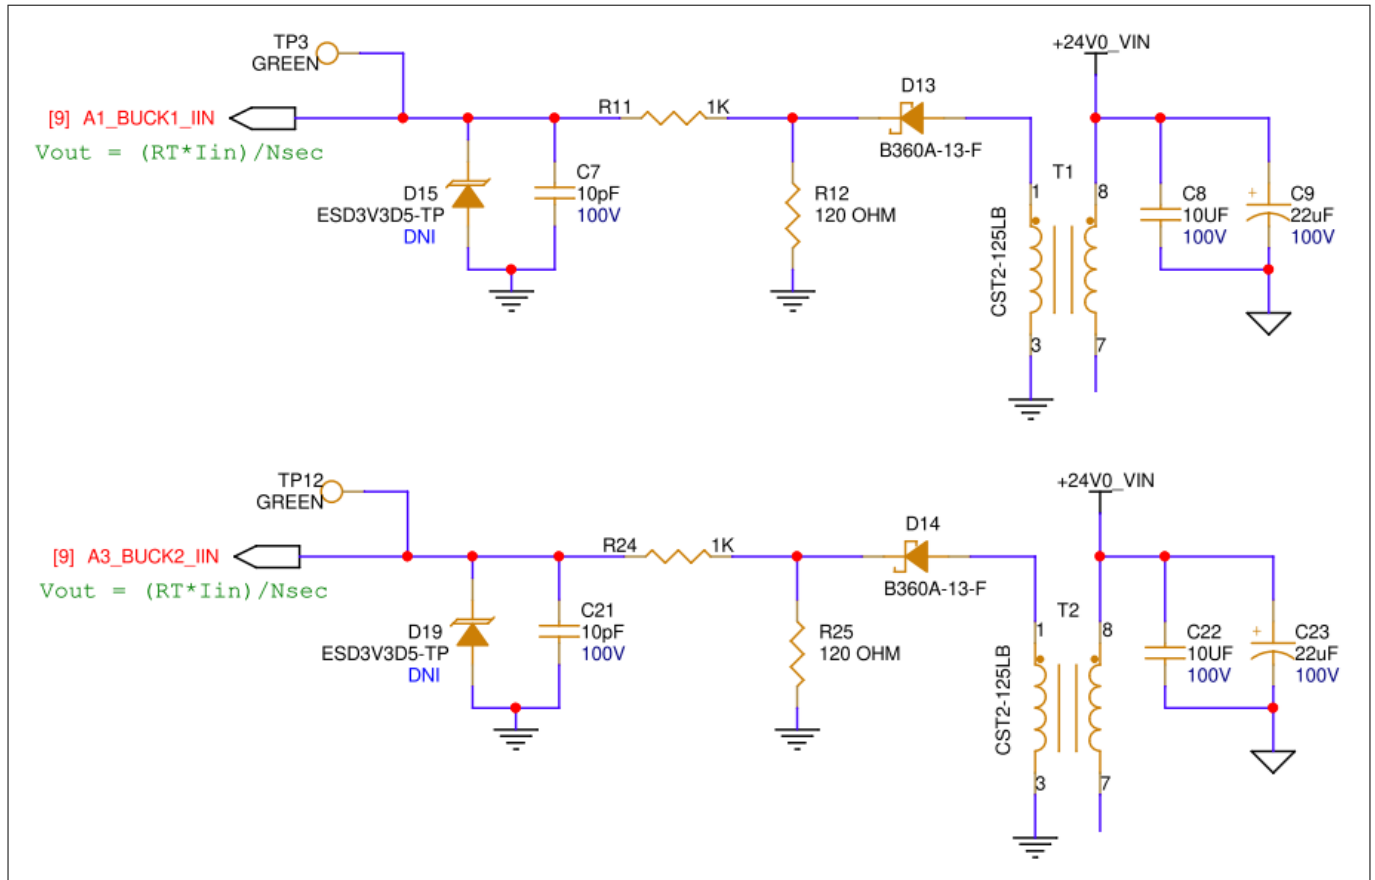 TP3
GREEN
+24V0_VIN
D13
[9] A1_BUCK1_IIN
R11
1K
B360A-13-F
Vout = (RT*Iin)/Nsec
T1
D15
ESD3V3D5-TP
DNI
C7
10pF
100V
R12
120 OHM
CST2-125LB
1
8
3
7
C8
10UF
100V
+
C9
22uF
100V
TP12
GREEN
+24V0_VIN
D14
[9] A3_BUCK2_IIN
R24
1K
B360A-13-F
Vout = (RT*Iin)/Nsec
T2
D19
ESD3V3D5-TP
DNI
C21
10pF
100V
R25
120 OHM
CST2-125LB
1
8
3
7
C22
10UF
100V
+
C23
22uF
100V